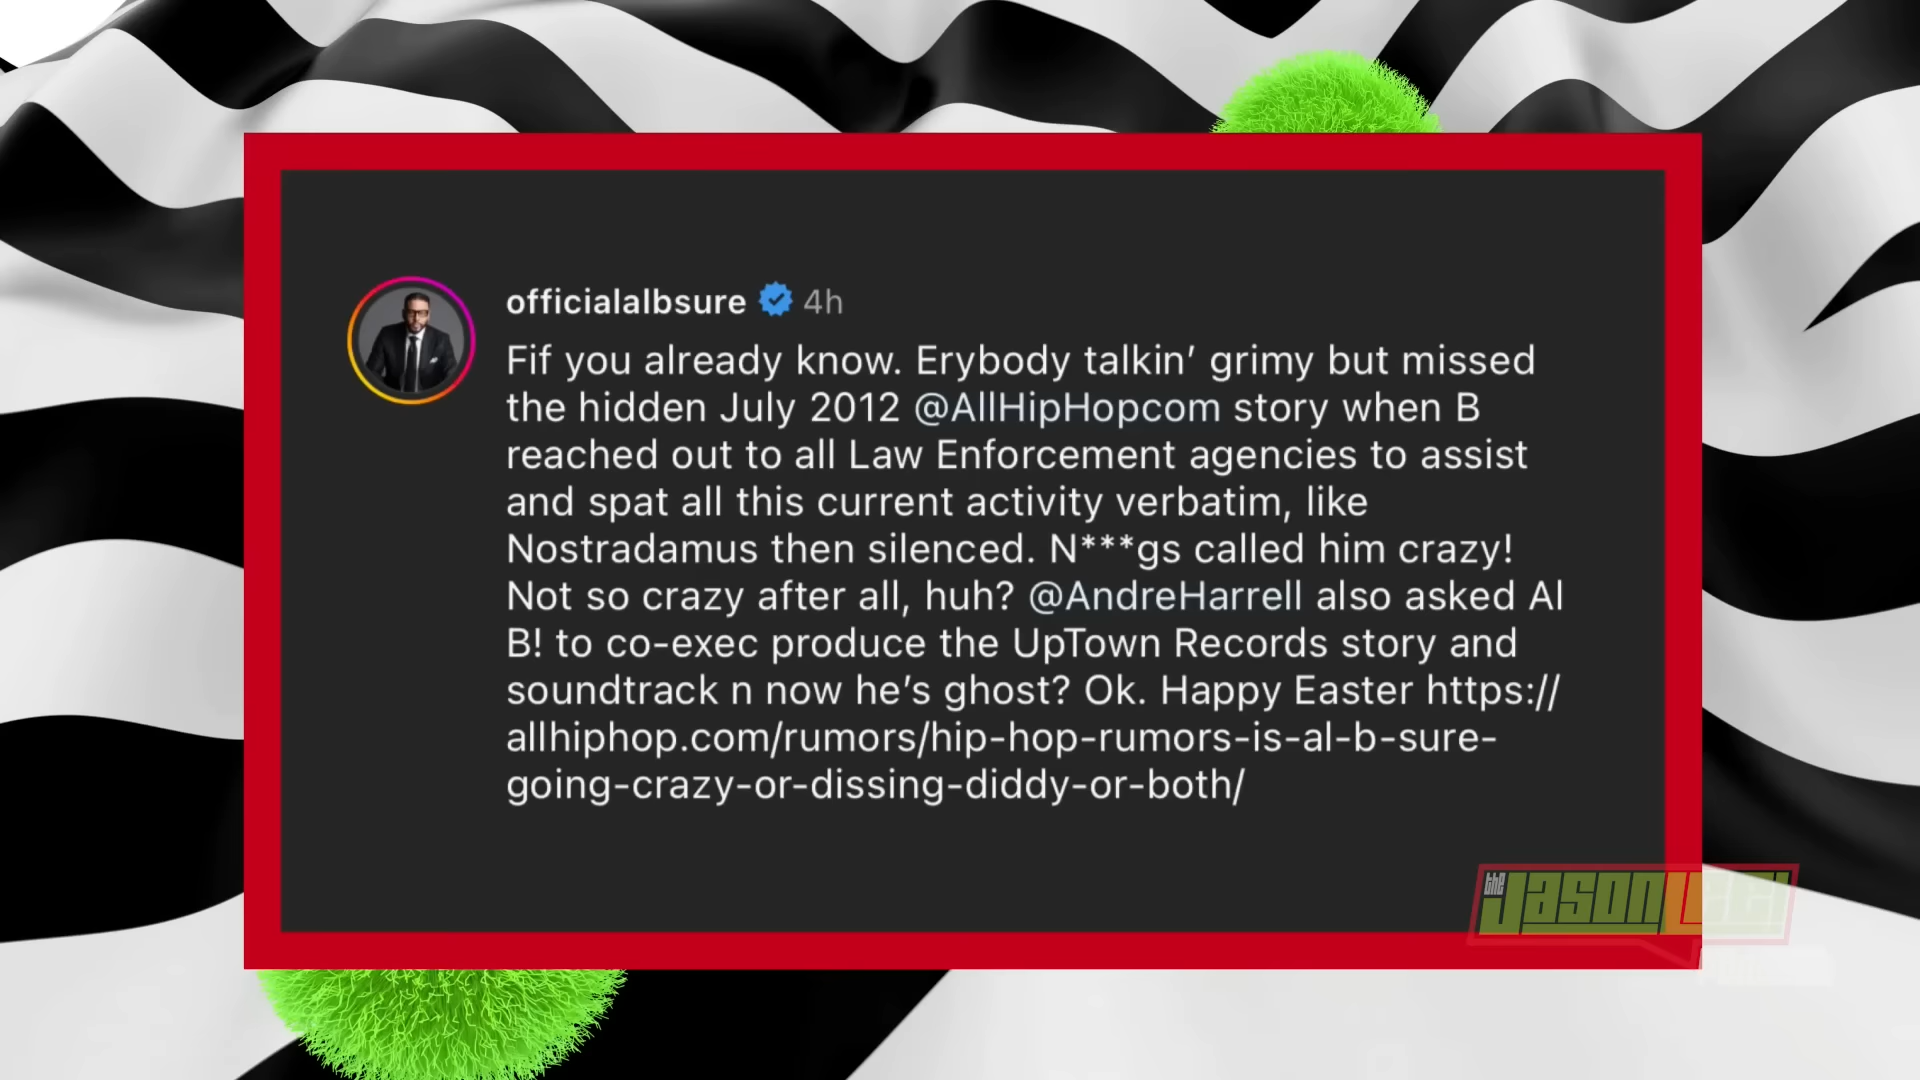 officialalbsure 4h
Fif you already know. Erybody talkin’ grimy but missed
the hidden July 2012 @AllHipHopcom story when B
reached out to all Law Enforcement agencies to assist
and spat all this current activity verbatim, like
Nostradamus then silenced. N***gs called him crazy!
Not so crazy after all, huh? @AndreHarrell also asked Al
B! to co-exec produce the UpTown Records story and
soundtrack n now he’s ghost? Ok. Happy Easter https://
allhiphop.com/rumors/hip-hop-rumors-is-al-b-sure-
going-crazy-or-dissing-diddy-or-both/
the Jason Lee